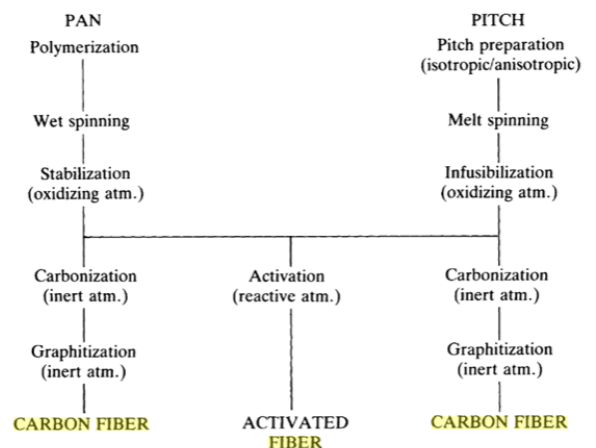 PAN
Polymerization
Wet spinning
Stabilization
(oxidizing atm.)
PITCH
Pitch preparation
(isotropic/anisotropic)
Melt spinning
Infusibilization
(oxidizing atm.)
Carbonization
(inert atm.)
Graphitization
(inert atm.)
CARBON FIBER
Activation
(reactive atm.)
ACTIVATED
FIBER
Carbonization
(inert atm.)
Graphitization
(inert atm.)
CARBON FIBER